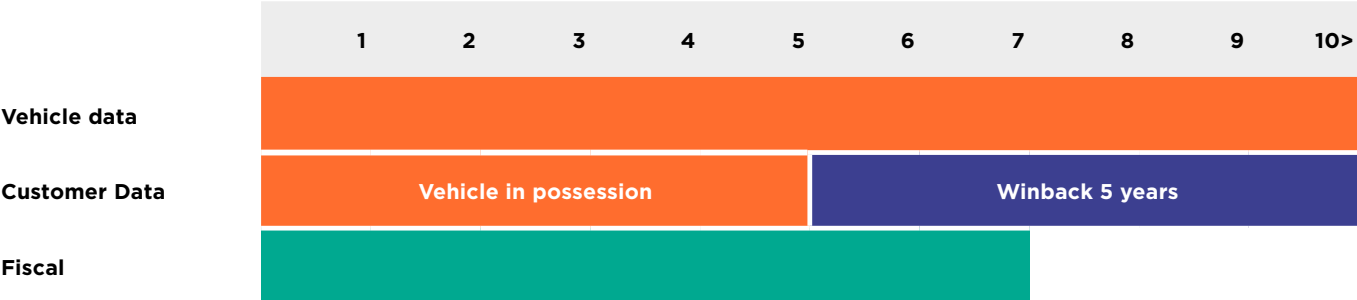 1 2 3 4 5 6 7 8 9 10>
Vehicle data
Customer Data Vehicle in possession Winback 5 years
Fiscal